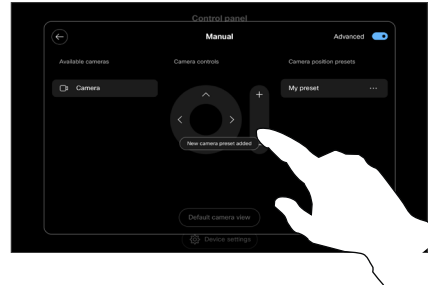 Control panel
Manual
Advanced
Available cameras
Camera controls
Camera position presets
Camera
My preset
New camera preset added
Default camera view
Device settings